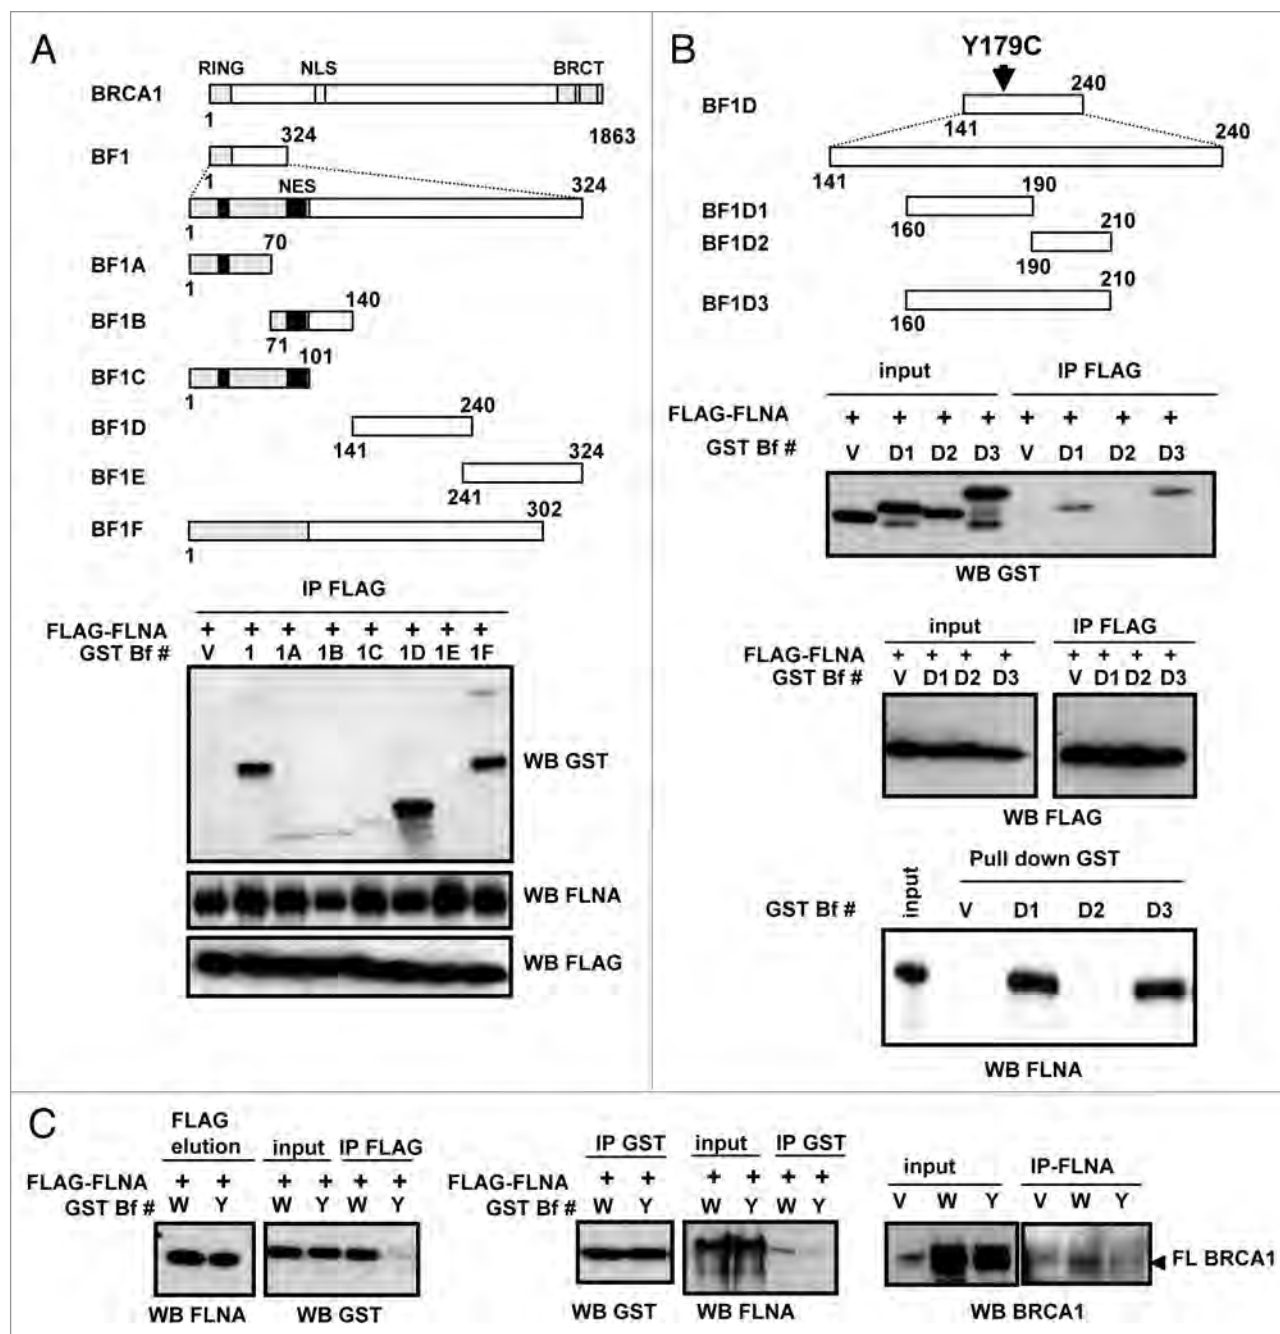 A
RING NLS BRCT
BRCA1
1 1863
324
BF1
1
NES 324
1
70
BF1A
1
140
BF1B
71
101
BF1C
1
240
BF1D
141
324
BF1E
241
302
BF1F
1
IP FLAG
FLAG-FLNA + + + + + + + +
GST Bf # V 1 1A 1B 1C 1D 1E 1F
WB GST
WB FLNA
WB FLAG
B
Y179C
240
BF1D
141
240
141
190
BF1D1
160
210
BF1D2
190
210
BF1D3
160
input IP FLAG
FLAG-FLNA + + + + + + + +
GST Bf # V D1 D2 D3 V D1 D2 D3
WB GST
input IP FLAG
FLAG-FLNA + + + + + + + +
GST Bf # V D1 D2 D3 V D1 D2 D3
WB FLAG
Pull down GST
input
GST Bf # V D1 D2 D3
WB FLNA
C
FLAG
elution input IP FLAG
FLAG-FLNA + + + + + +
GST Bf # W Y W Y W Y
WB FLNA WB GST
IP GST input IP GST
FLAG-FLNA + + + + + +
GST Bf # W Y W Y W Y
WB GST WB FLNA
input IP-FLNA
V W Y V W Y
FL BRCA1
WB BRCA1